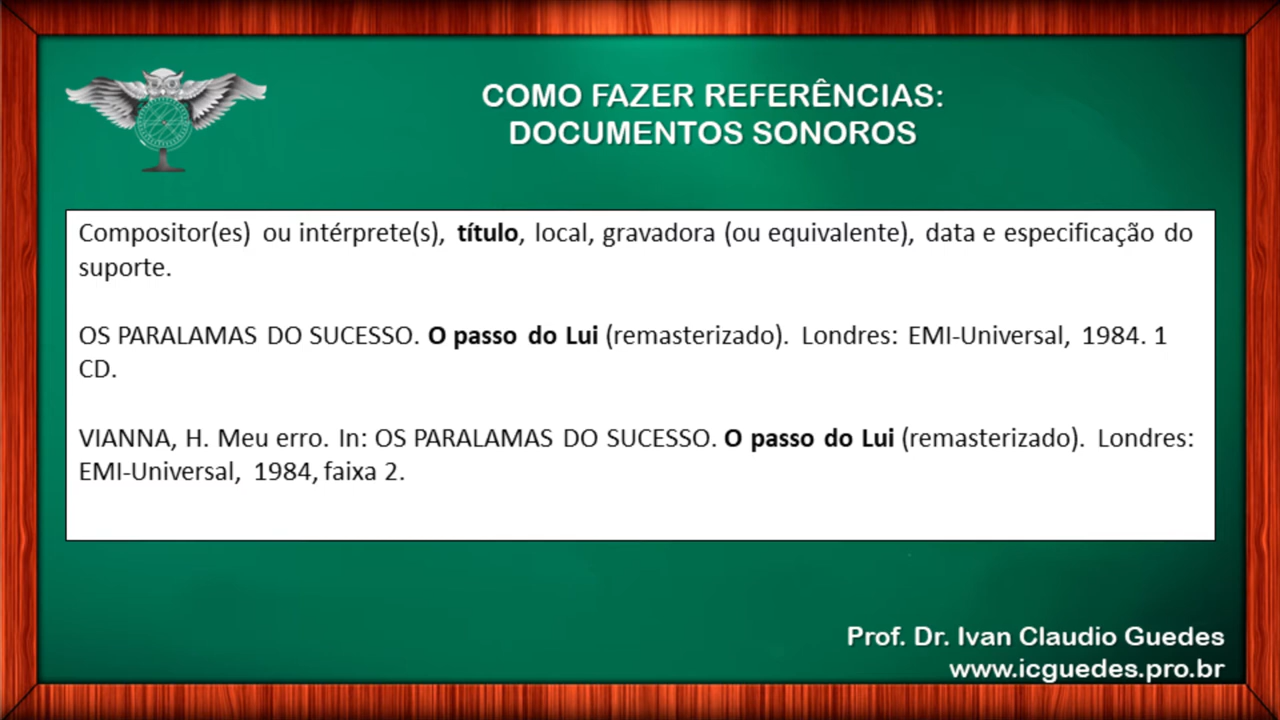 COMO FAZER REFERÊNCIAS:
DOCUMENTOS SONOROS
Compositor(es) ou intérprete(s), título, local, gravadora (ou equivalente), data e especificação do
suporte.
OS PARALAMAS DO SUCESSO. O passo do Lui (remasterizado). Londres: EMI-Universal, 1984. 1
CD.
VIANNA, H. Meu erro. In: OS PARALAMAS DO SUCESSO. O passo do Lui (remasterizado). Londres:
EMI-Universal, 1984, faixa 2.
Prof. Dr. Ivan Claudio Guedes
www.icguedes.pro.br